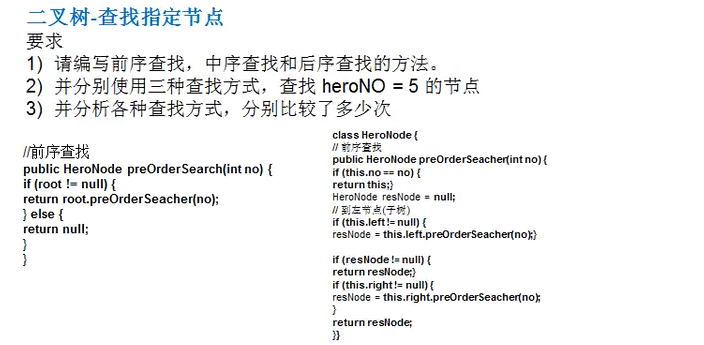 二叉树-查找指定节点
要求
1) 请编写前序查找，中序查找和后序查找的方法。
2) 并分别使用三种查找方式，查找 heroNO = 5 的节点
3) 并分析各种查找方式，分别比较了多少次
//前序查找
public HeroNode preOrderSearch(int no) {
if (root != null) {
return root.preOrderSeacher(no);
} else {
return null;
}
}
class HeroNode {
// 前序查找
public HeroNode preOrderSeacher(int no) {
if (this.no == no) {
return this;}
HeroNode resNode = null;
// 到左节点(子树)
if (this.left != null) {
resNode = this.left.preOrderSeacher(no);}
if (resNode != null) {
return resNode;}
if (this.right != null) {
resNode = this.right.preOrderSeacher(no);
}
return resNode;
}}